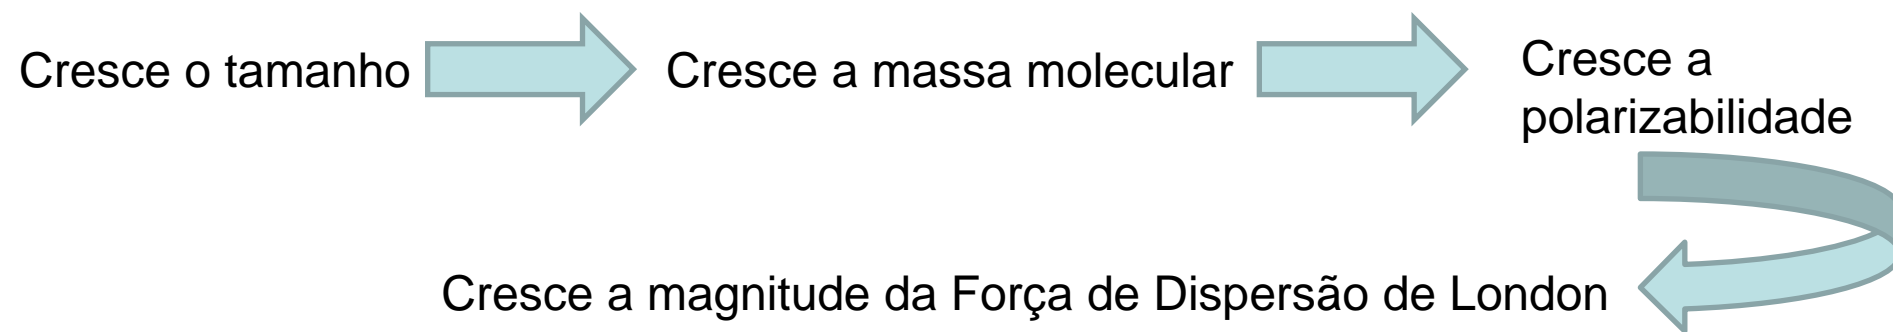 Cresce o tamanho
Cresce a massa molecular
Cresce a
polarizabilidade
Cresce a magnitude da Força de Dispersão de London